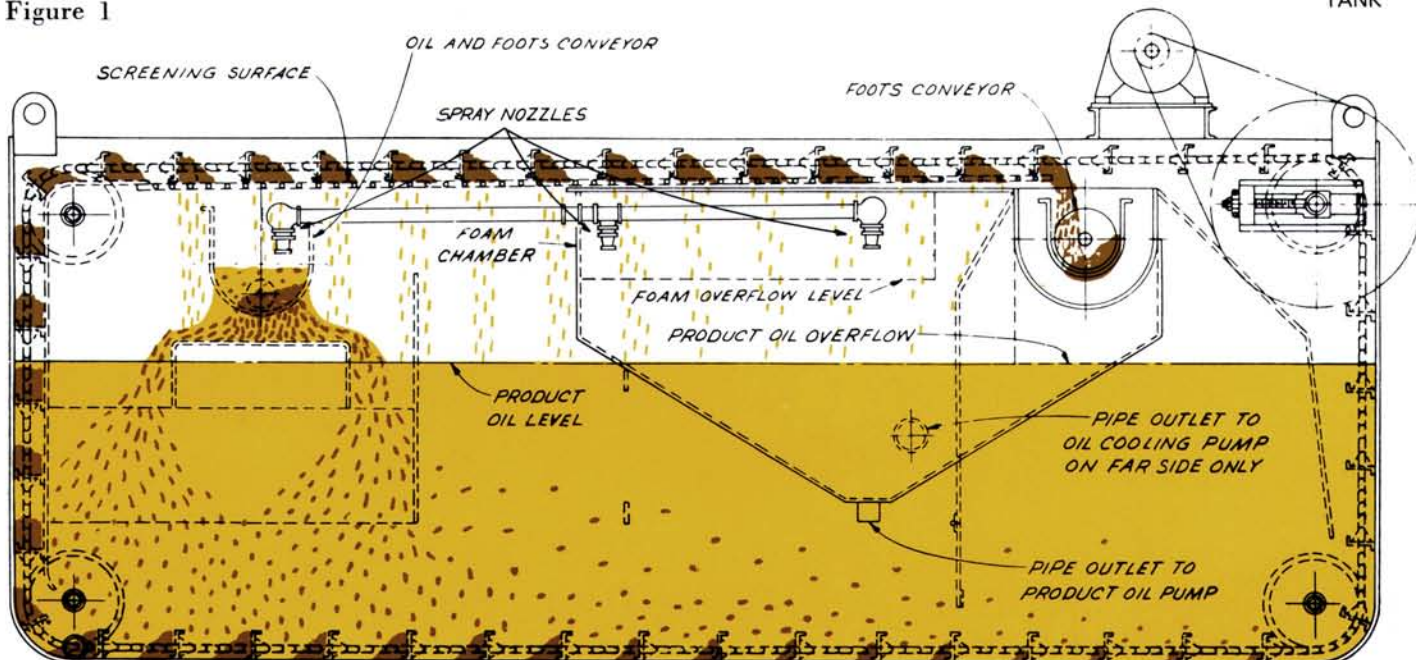 Figure 1
TANK
OIL AND FOOTS CONVEYOR
SCREENING SURFACE
SPRAY NOZZLES
FOOTS CONVEYOR
FOAM
CHAMBER
FOAM OVERFLOW LEVEL
PRODUCT OIL OVERFLOW
PRODUCT
OIL LEVEL
PIPE OUTLET TO
OIL COOLING PUMP
ON FAR SIDE ONLY
PIPE OUTLET TO
PRODUCT OIL PUMP